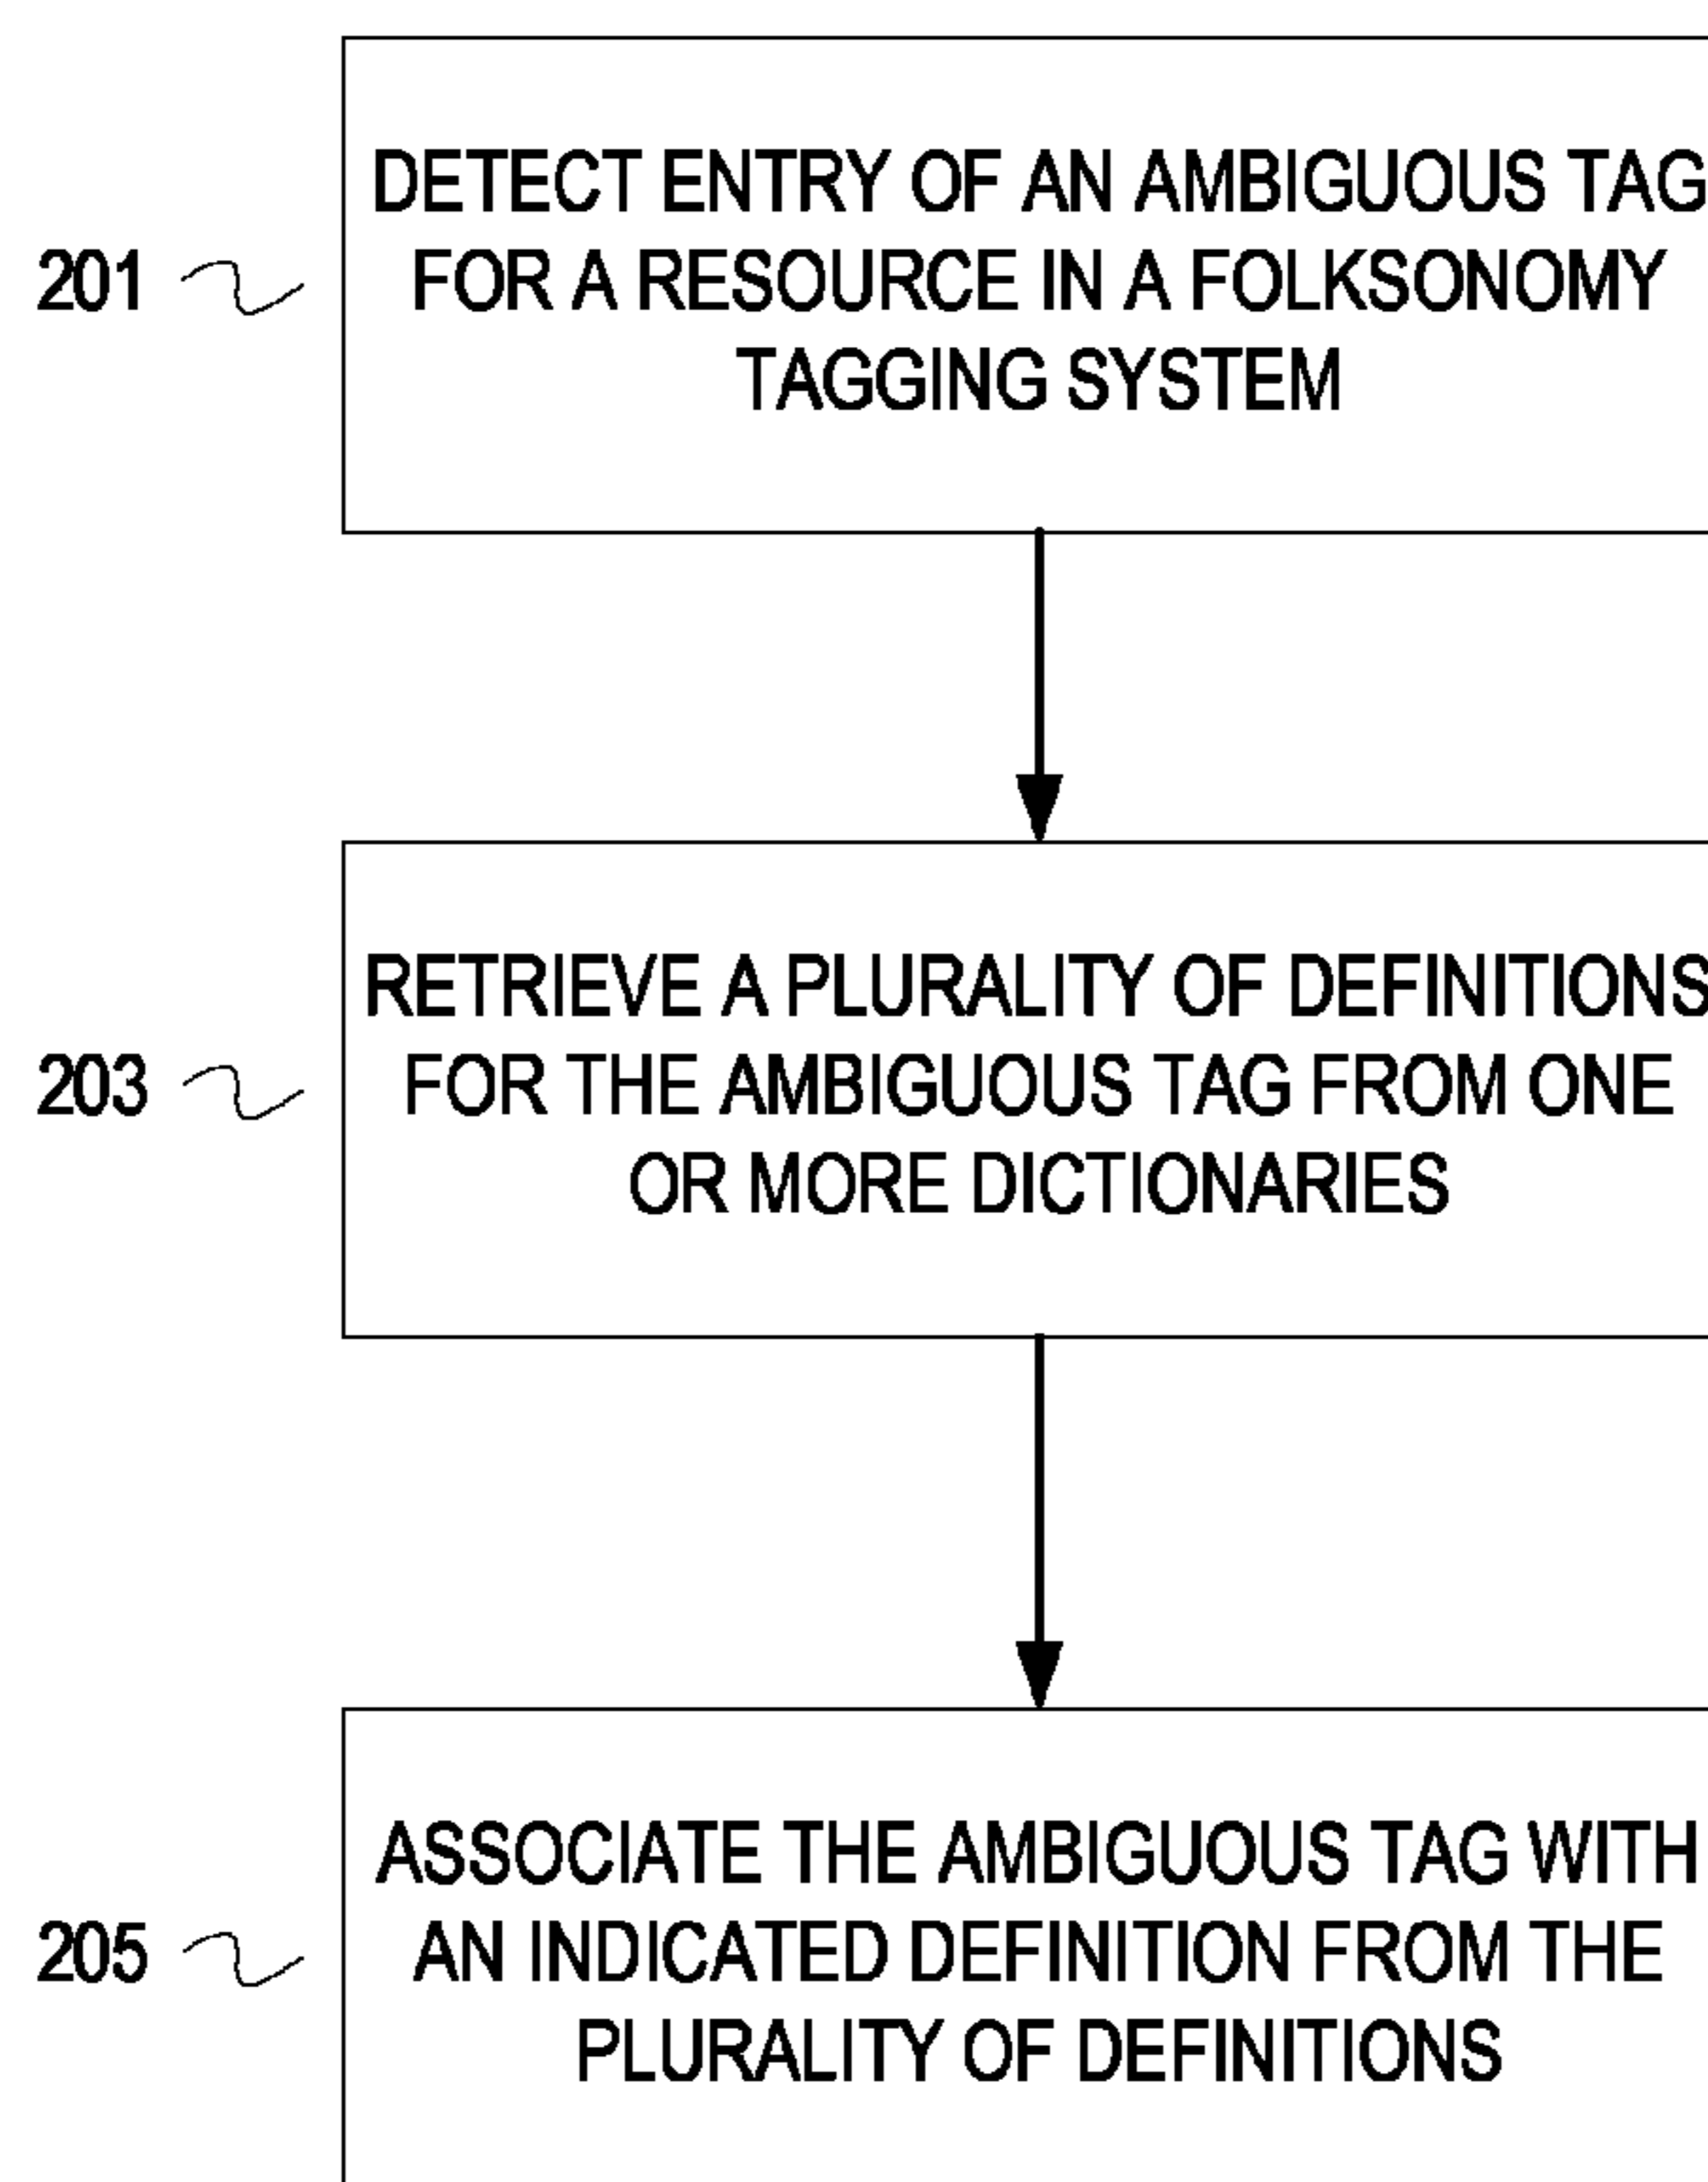 DETECT ENTRY OF AN AMBIGUOUS TAG
201
FOR A RESOURCE IN A FOLKSONOMY
TAGGING SYSTEM
RETRIEVE A PLURALITY OF DEFINITIONS
203
FOR THE AMBIGUOUS TAG FROM ONE
OR MORE DICTIONARIES
ASSOCIATE THE AMBIGUOUS TAG WITH
205
AN INDICATED DEFINITION FROM THE
PLURALITY OF DEFINITIONS